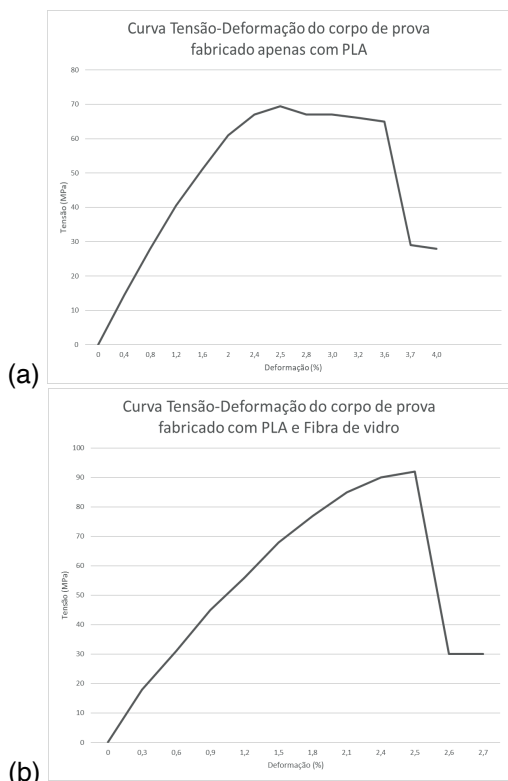 Curva Tensão-Deformação do corpo de prova
fabricado apenas com PLA
80
70
60
50
40
30
20
10
0
Tensão (MPa)
0 0,4 0,8 1,2 1,6 2 2,4 2,5 2,8 3,0 3,2 3,6 3,7 4,0
Deformação (%)
(a)
Curva Tensão-Deformação do corpo de prova
fabricado com PLA e Fibra de vidro
100
90
80
70
60
50
40
30
20
10
0
Tensão (MPa)
0 0,3 0,6 0,9 1,2 1,5 1,8 2,1 2,4 2,5 2,6 2,7
Deformação (%)
(b)